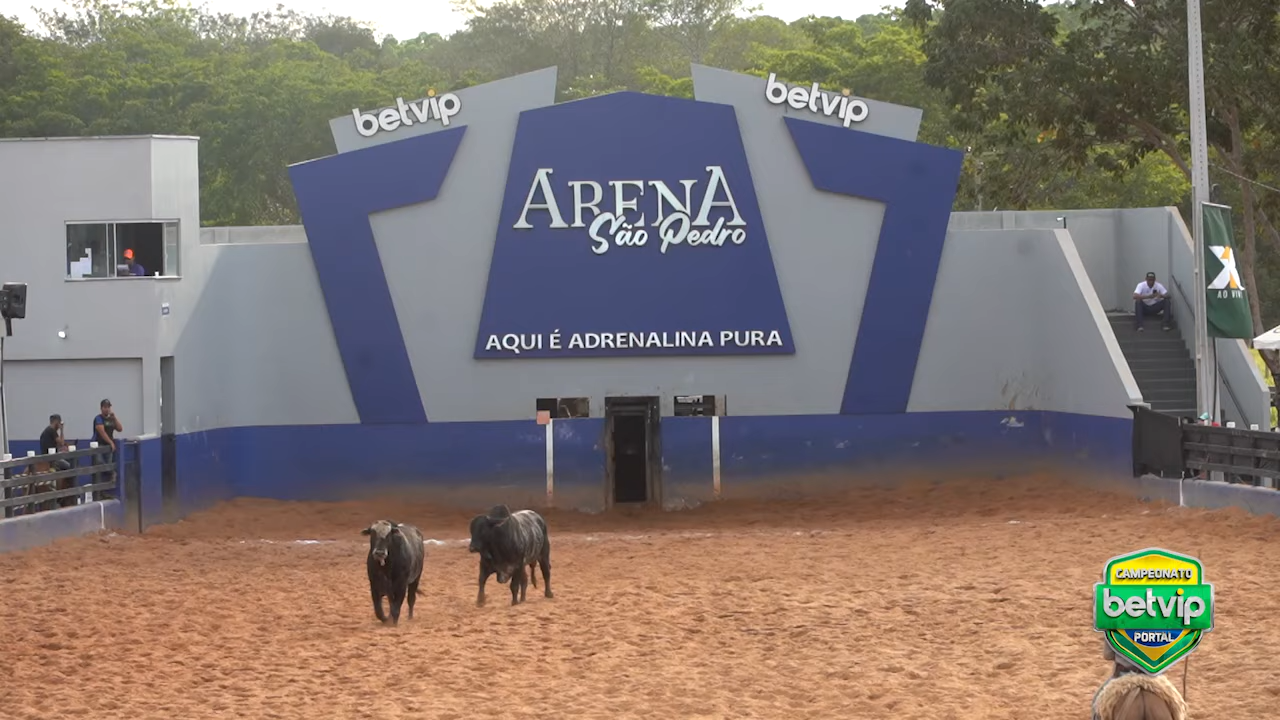 betvip
betvip
ARENA
São Pedro
AQUI É ADRENALINA PURA
X
AO VIVO
CAMPEONATO
betvip
PORTAL